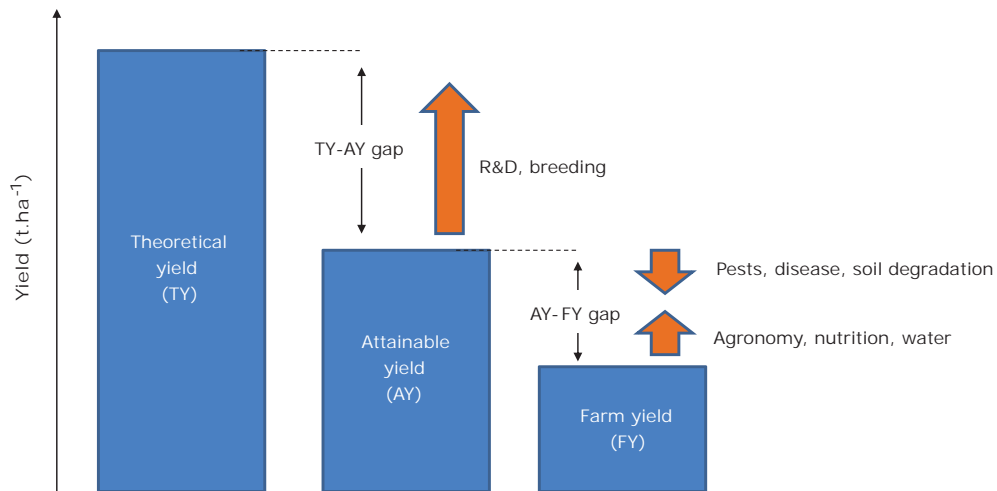 Yield (t.ha-1)
Theoretical
yield
(TY)
TY-AY gap
R&D, breeding
Attainable
yield
(AY)
AY-FY gap
Pests, disease, soil degradation
Agronomy, nutrition, water
Farm yield
(FY)